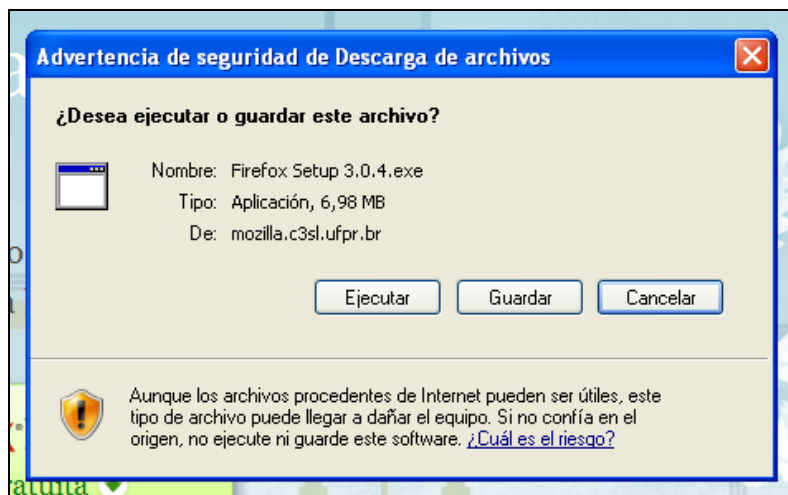 Advertencia de seguridad de Descarga de archivos
¿Desea ejecutar o guardar este archivo?
Nombre: Firefox Setup 3.0.4.exe
Tipo: Aplicación, 6,98 MB
De: mozilla.c3sl.ufpr.br
Ejecutar Guardar Cancelar
Aunque los archivos procedentes de Internet pueden ser útiles, este
tipo de archivo puede llegar a dañar el equipo. Si no confía en el
origen, no ejecute ni guarde este software. ¿Cuál es el riesgo?